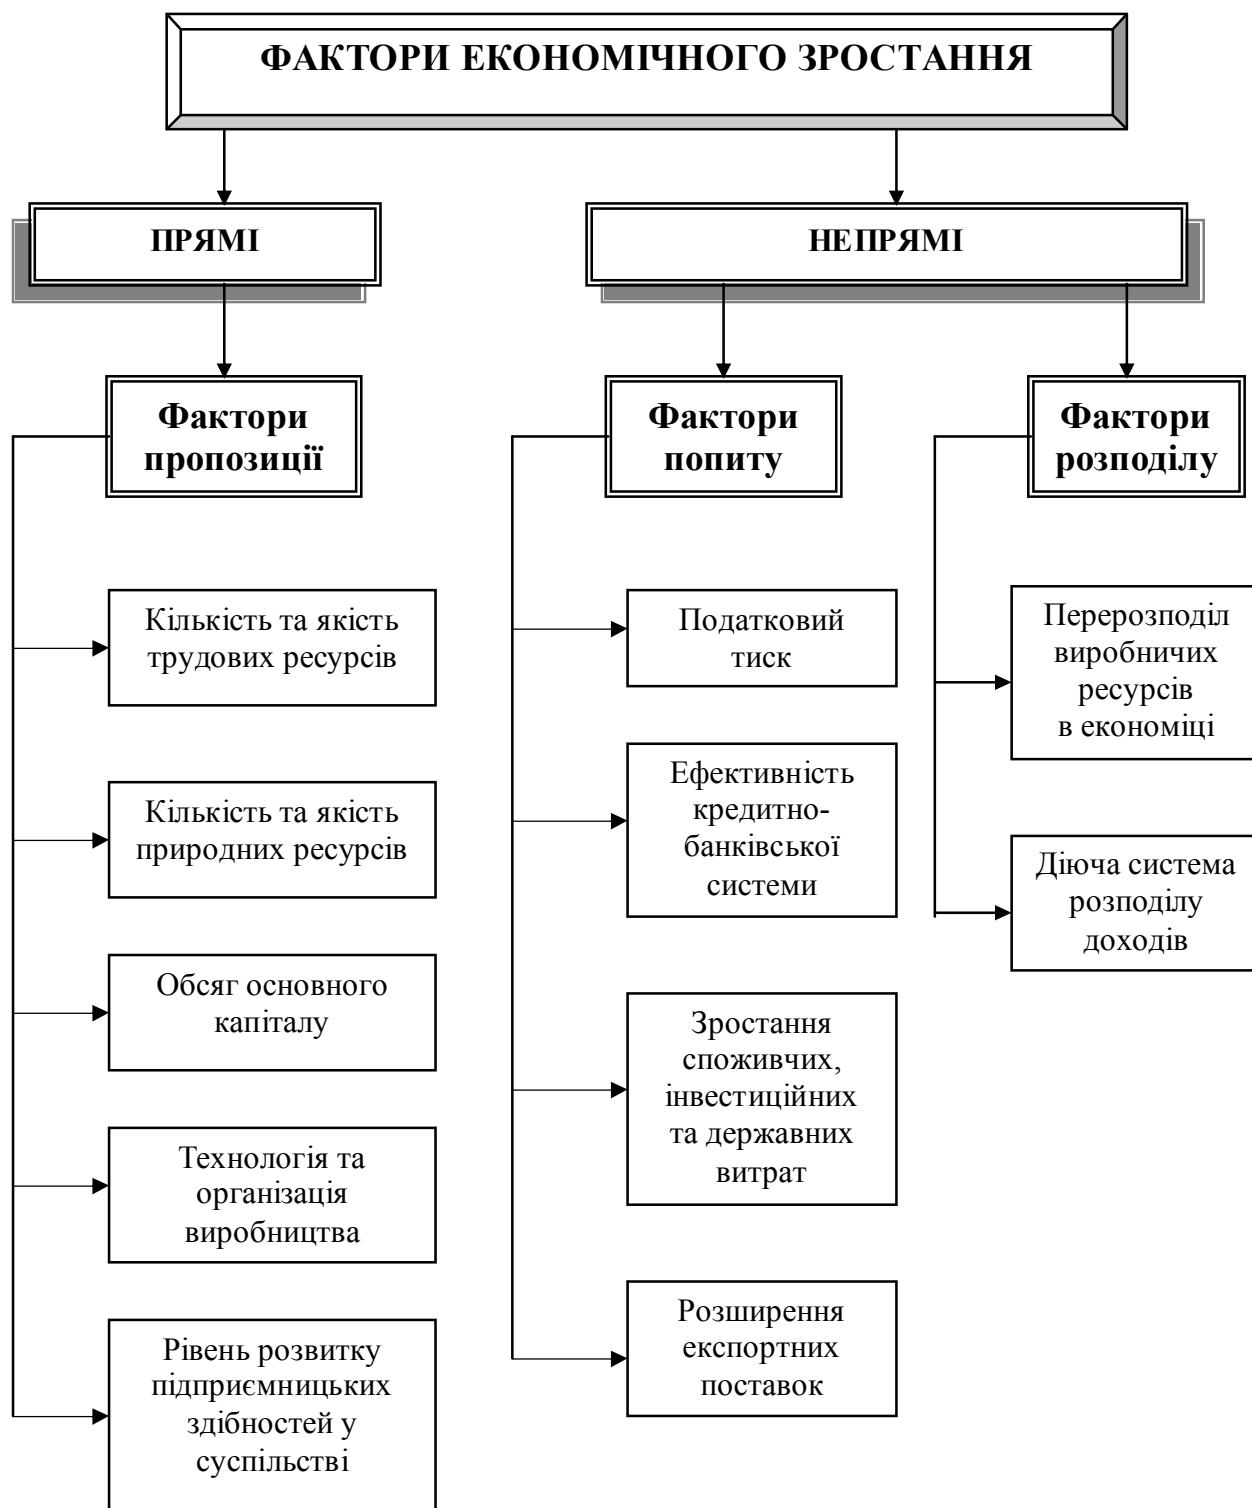 ФАКТОРИ ЕКОНОМІЧНОГО ЗРОСТАННЯ
ПРЯМІ
НЕПРЯМІ
Фактори
пропозиції
Фактори
попиту
Фактори
розподілу
Кількість та якість
трудових ресурсів
Кількість та якість
природних ресурсів
Обсяг основного
капіталу
Технологія та
організація
виробництва
Рівень розвитку
підприємницьких
здібностей у
суспільстві
Податковий
тиск
Ефективність
кредитно-
банківської
системи
Зростання
споживчих,
інвестиційних
та державних
витрат
Розширення
експортних
поставок
Перерозподіл
виробничих
ресурсів
в економіці
Діюча система
розподілу
доходів